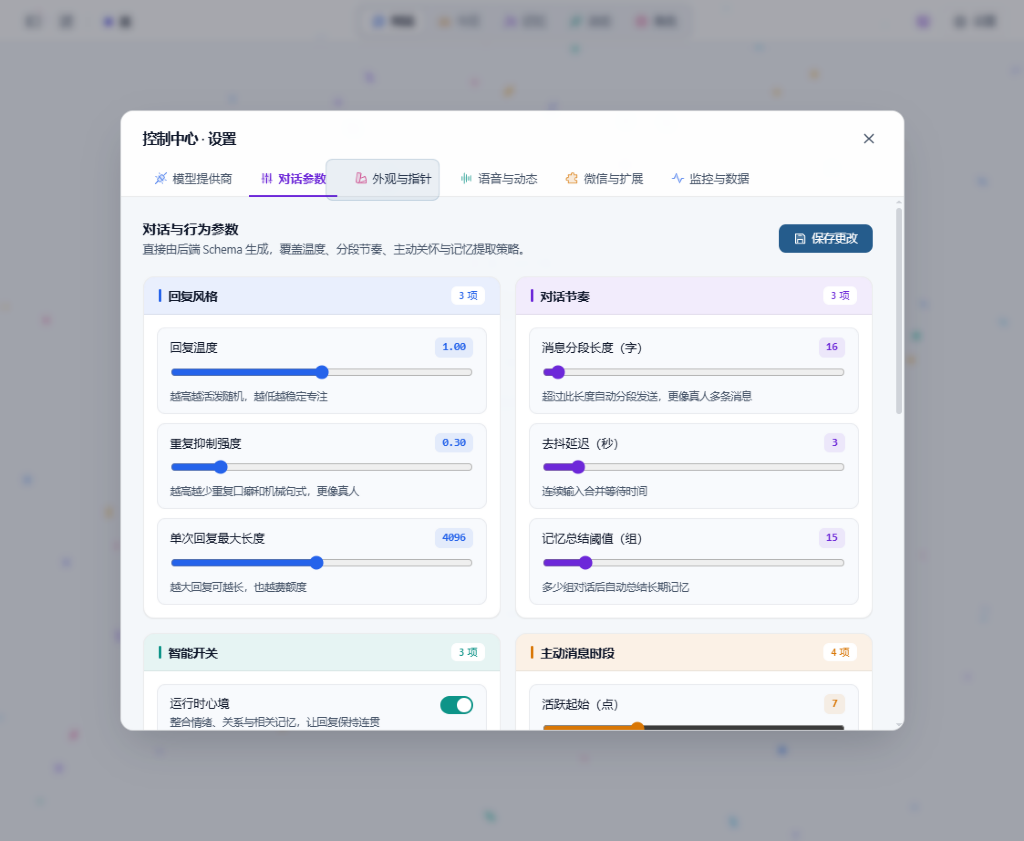 控制中心 · 设置
模型提供商
对话参数
外观与指针
语音与动态
微信与扩展
监控与数据
对话与行为参数
直接由后端 Schema 生成，覆盖温度、分段节奏、主动关怀与记忆提取策略。
保存更改
回复风格
3 项
回复温度
1.00
越高越活泼随机，越低越稳定专注
重复抑制强度
0.30
越高越少重复口癖和机械句式，更像真人
单次回复最大长度
4096
越大回复可越长，也越费额度
对话节奏
3 项
消息分段长度（字）
16
超过此长度自动分段发送，更像真人多条消息
去抖延迟（秒）
3
连续输入合并等待时间
记忆总结阈值（组）
15
多少组对话后自动总结长期记忆
智能开关
3 项
运行时心境
整合情绪、关系与相关记忆，让回复保持连贯
主动消息时段
4 项
活跃起始（点）
7